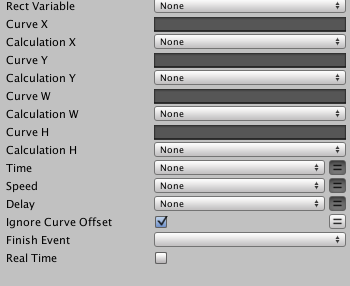 Rect Variable None
Curve X
Calculation X None
Curve Y
Calculation Y None
Curve W
Calculation W None
Curve H
Calculation H None
Time None
Speed None
Delay None
Ignore Curve Offset
Finish Event
Real Time